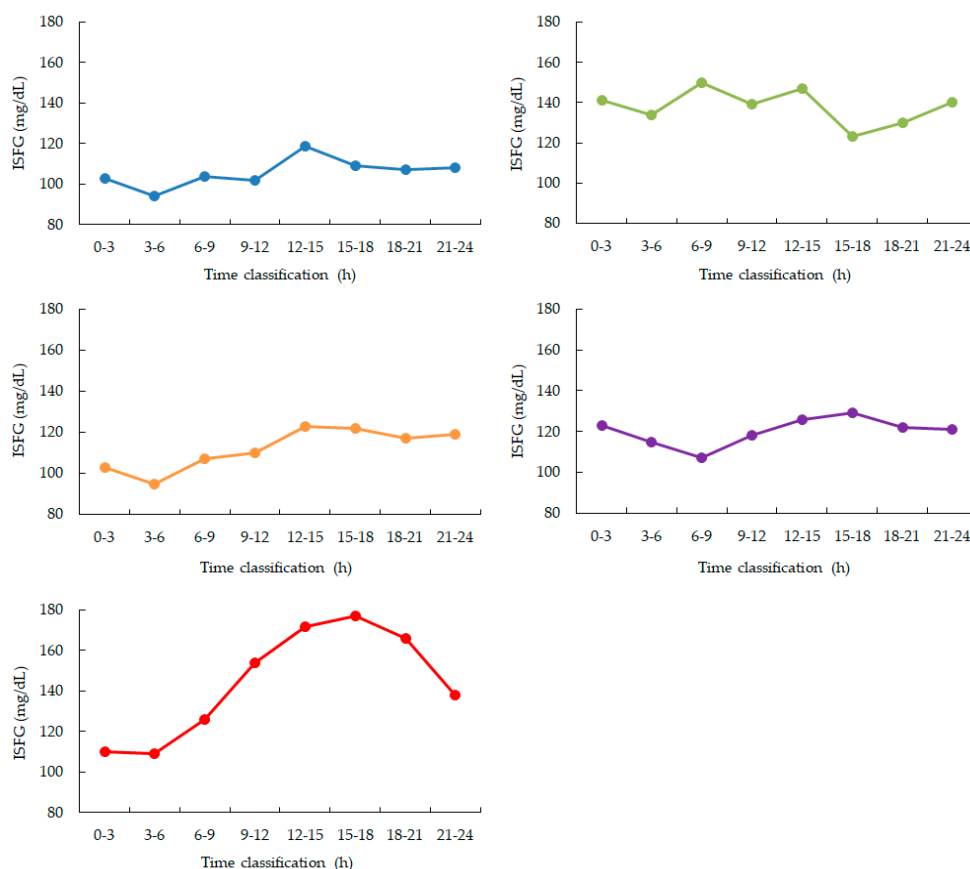 180
160
140
120
100
80
ISFG (mg/dL)
0-3 3-6 6-9 9-12 12-15 15-18 18-21 21-24
Time classification (h)
180
160
140
120
100
80
ISFG (mg/dL)
0-3 3-6 6-9 9-12 12-15 15-18 18-21 21-24
Time classification (h)
180
160
140
120
100
80
ISFG (mg/dL)
0-3 3-6 6-9 9-12 12-15 15-18 18-21 21-24
Time classification (h)
180
160
140
120
100
80
ISFG (mg/dL)
0-3 3-6 6-9 9-12 12-15 15-18 18-21 21-24
Time classification (h)
180
160
140
120
100
80
ISFG (mg/dL)
0-3 3-6 6-9 9-12 12-15 15-18 18-21 21-24
Time classification (h)